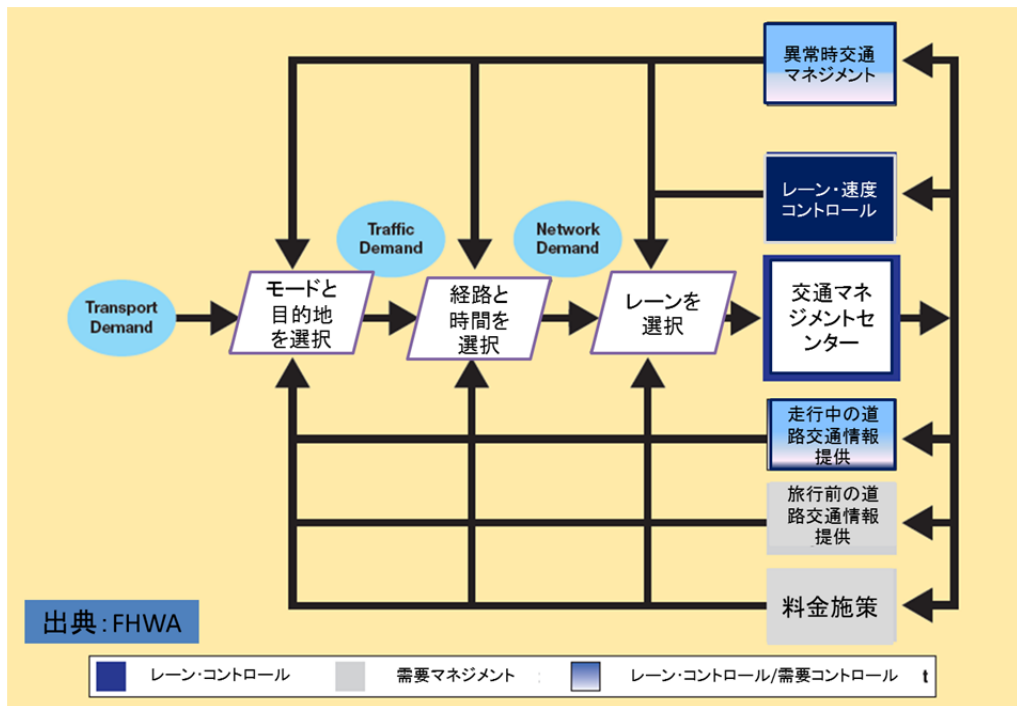 異常時交通
マネジメント
レーン・速度
コントロール
Traffic
Demand
Network
Demand
Transport
Demand
モードと
目的地
を選択
経路と
時間を
選択
レーンを
選択
交通マネ
ジメントセ
ンター
走行中の道
路交通情報
提供
旅行前の道
路交通情報
提供
料金施策
出典：FHWA
レーン・コントロール
需要マネジメント
レーン・コントロール/需要コントロール
t